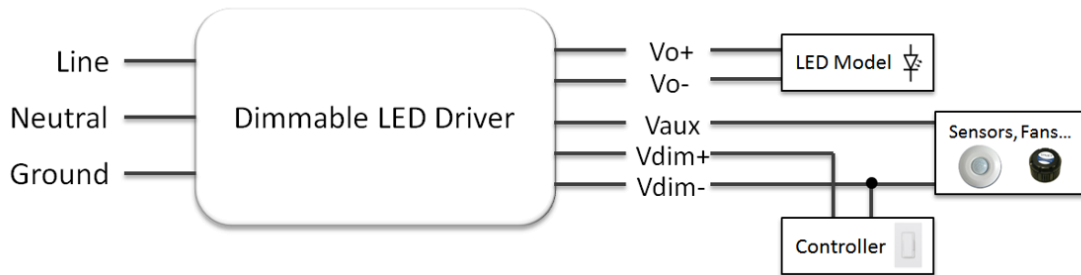 Line
Neutral
Ground
Dimmable LED Driver
Vo+
Vo-
Vaux
Vdim+
Vdim-
LED Model
Sensors, Fans...
Controller